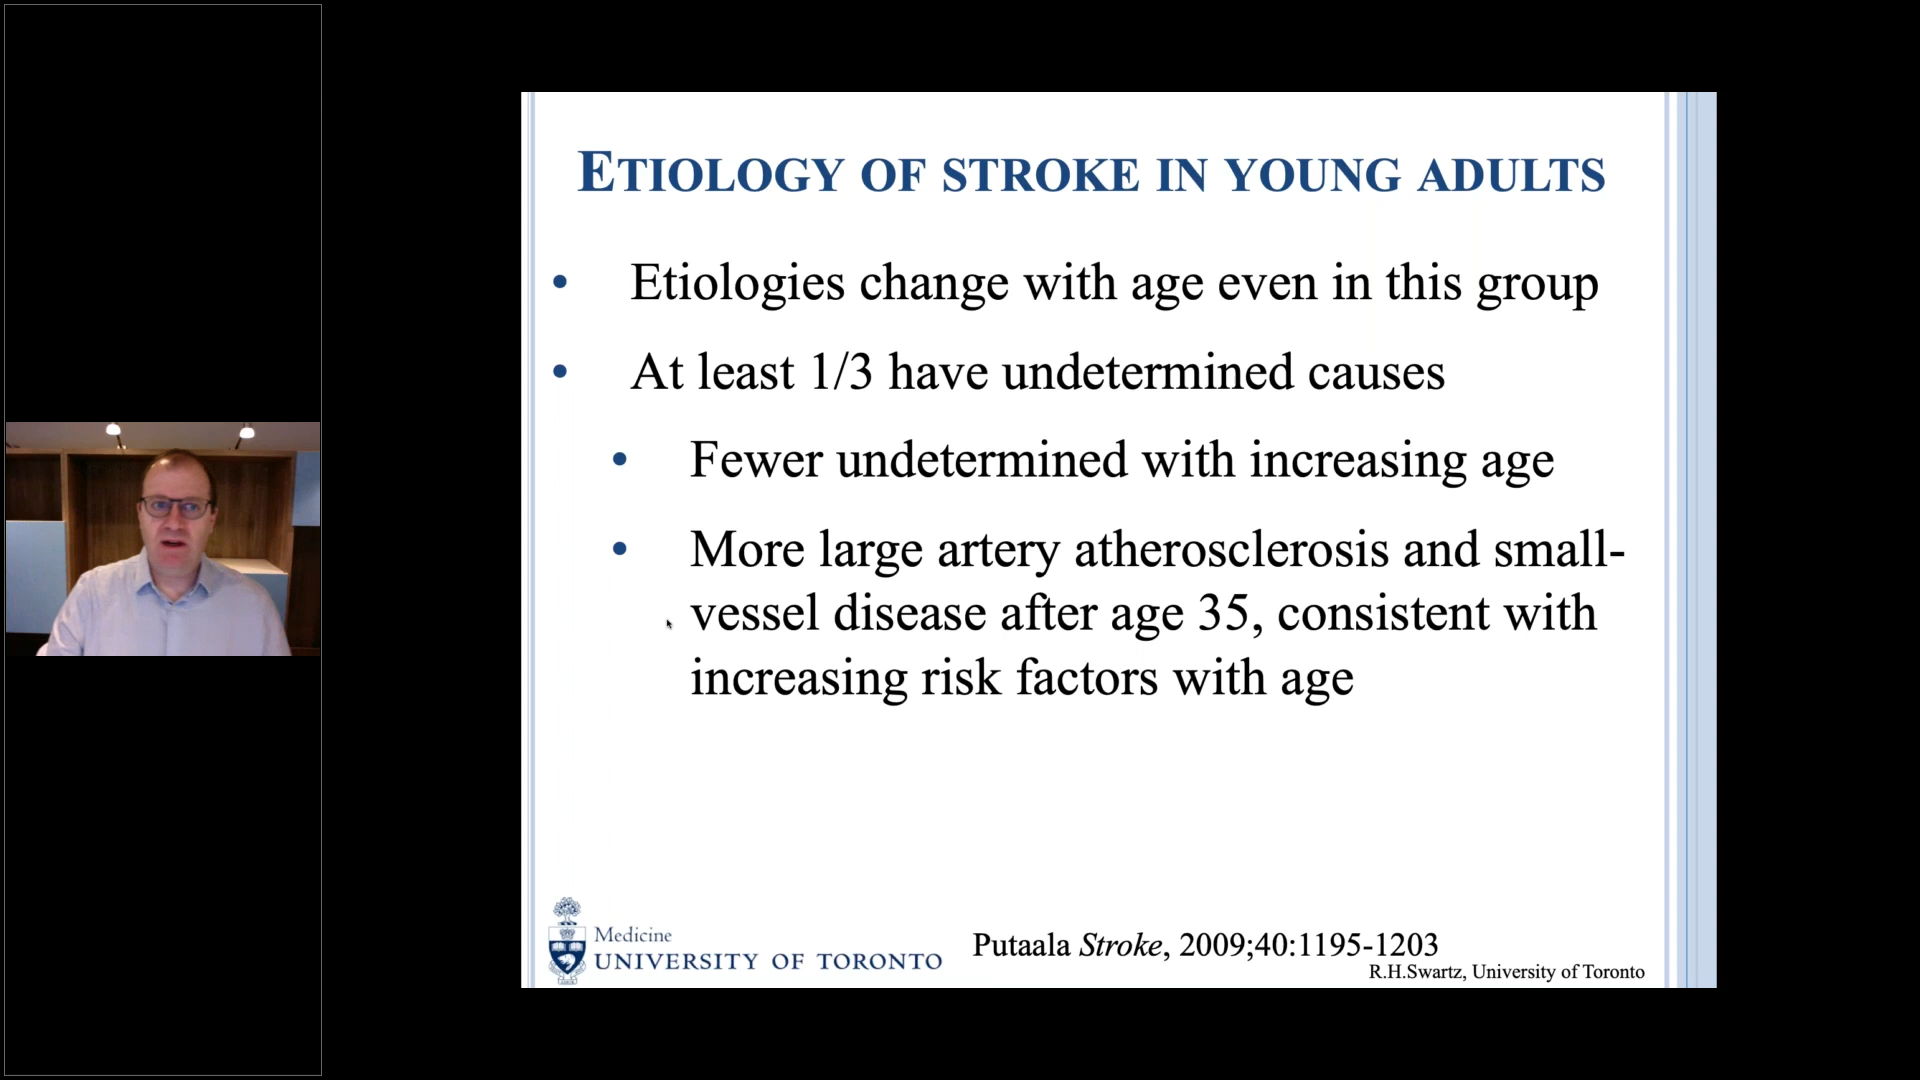 ETIOLOGY OF STROKE IN YOUNG ADULTS
• Etiologies change with age even in this group
• At least 1/3 have undetermined causes
• Fewer undetermined with increasing age
• More large artery atherosclerosis and small-
vessel disease after age 35, consistent with
increasing risk factors with age
Medicine
UNIVERSITY OF TORONTO
Putaala Stroke, 2009;40:1195-1203
R.H.Swartz, University of Toronto